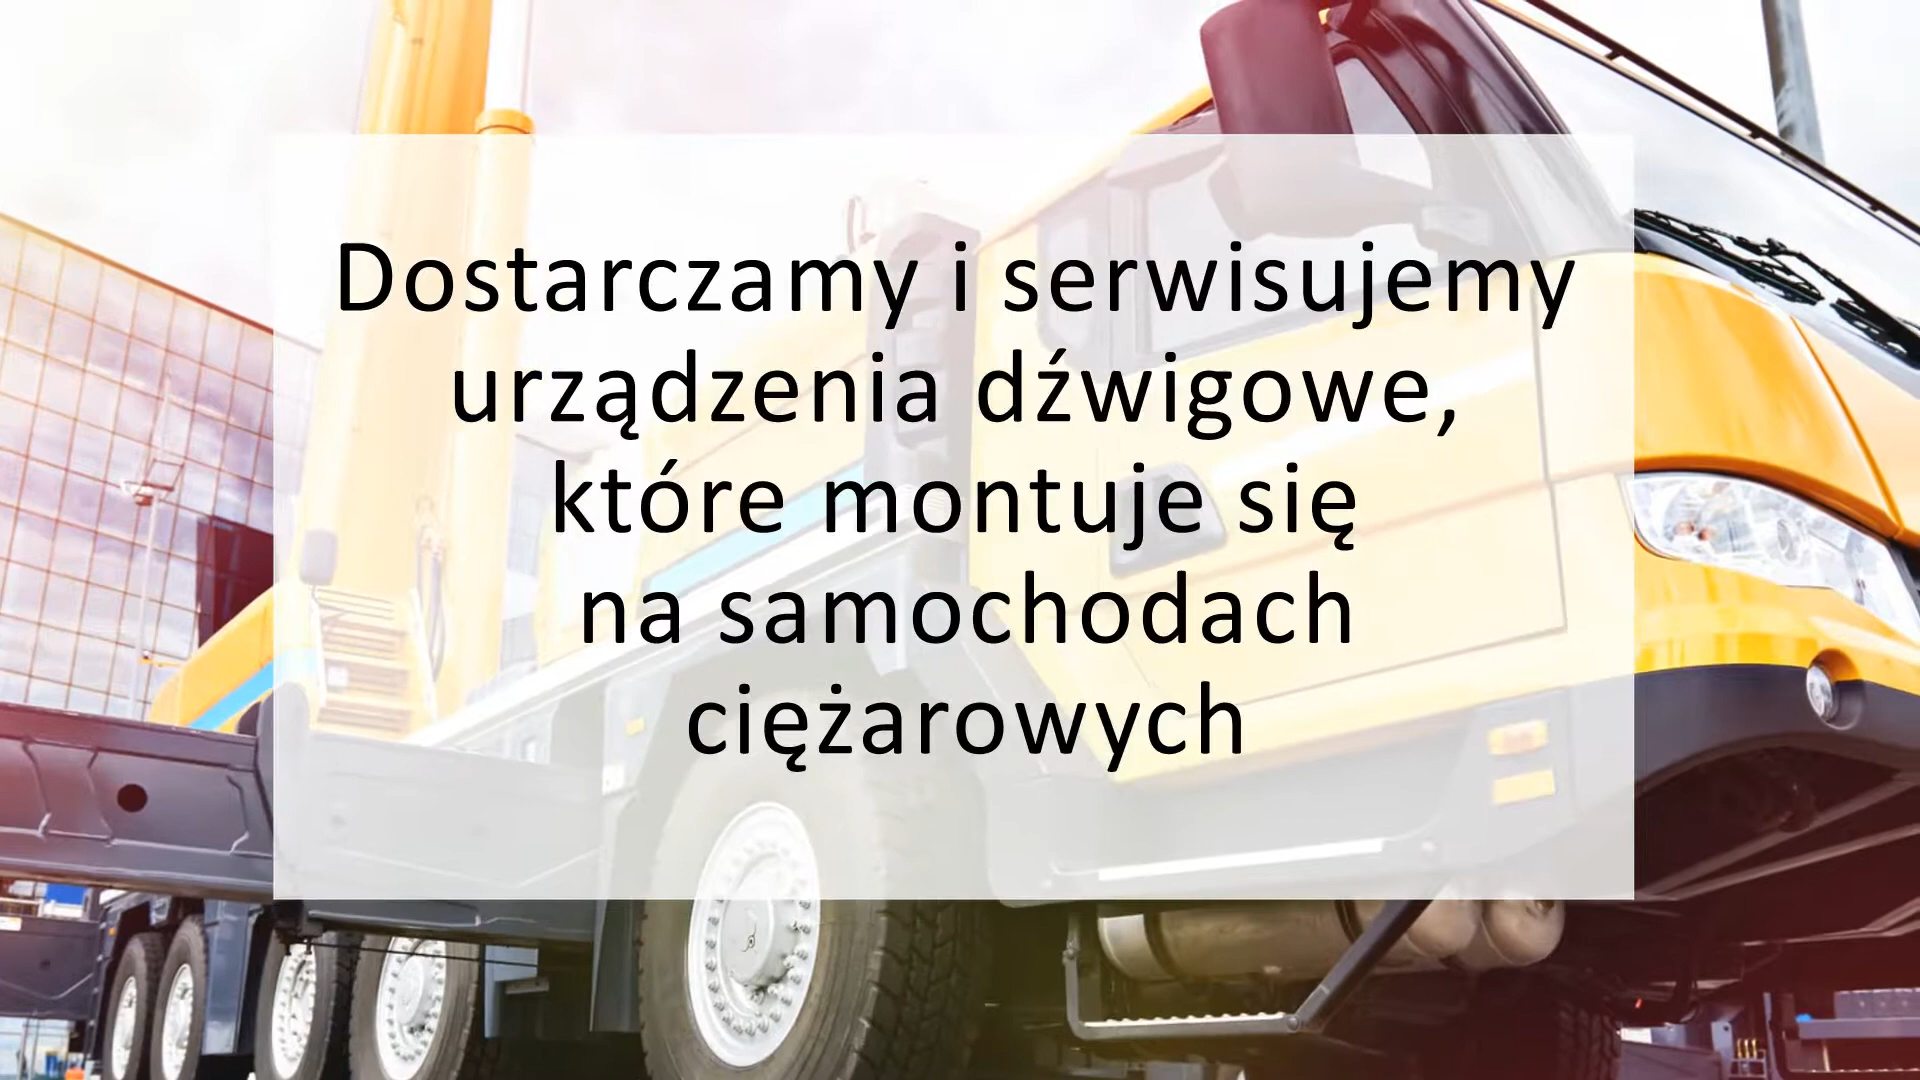 Dostarczamy i serwisujemy
urządzenia dźwigowe,
które montuje się
na samochodach
ciężarowych